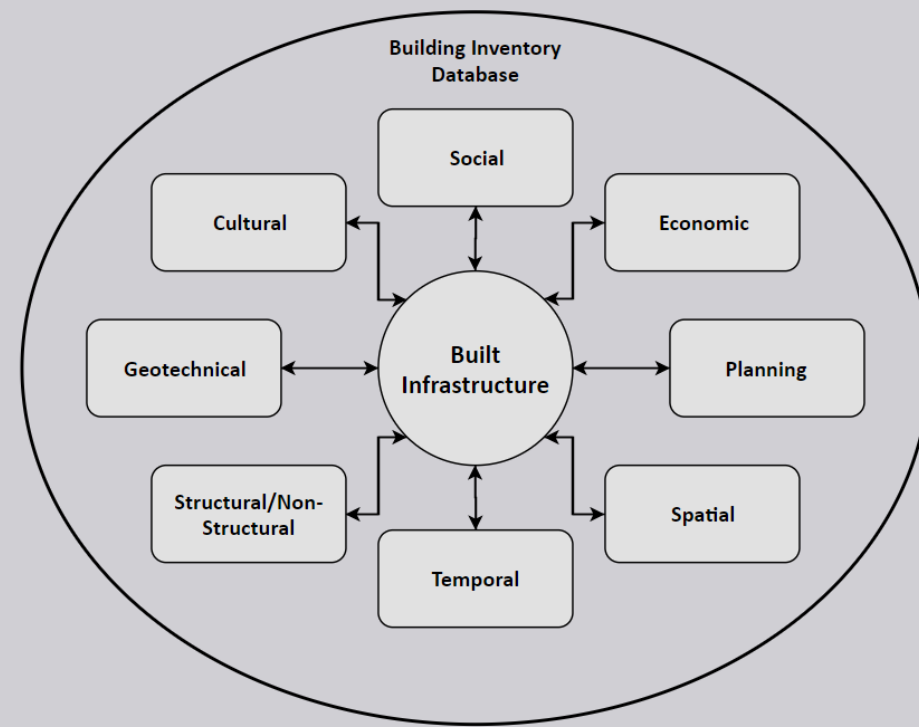 Building Inventory
Database
Social
Cultural
Economic
Geotechnical
Built
Infrastructure
Planning
Structural/Non-
Structural
Spatial
Temporal